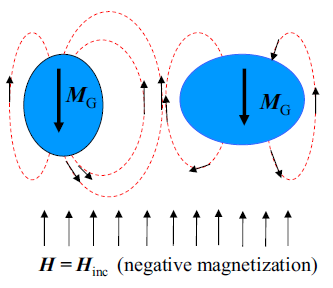 M_G
M_G
H = H_inc (negative magnetization)